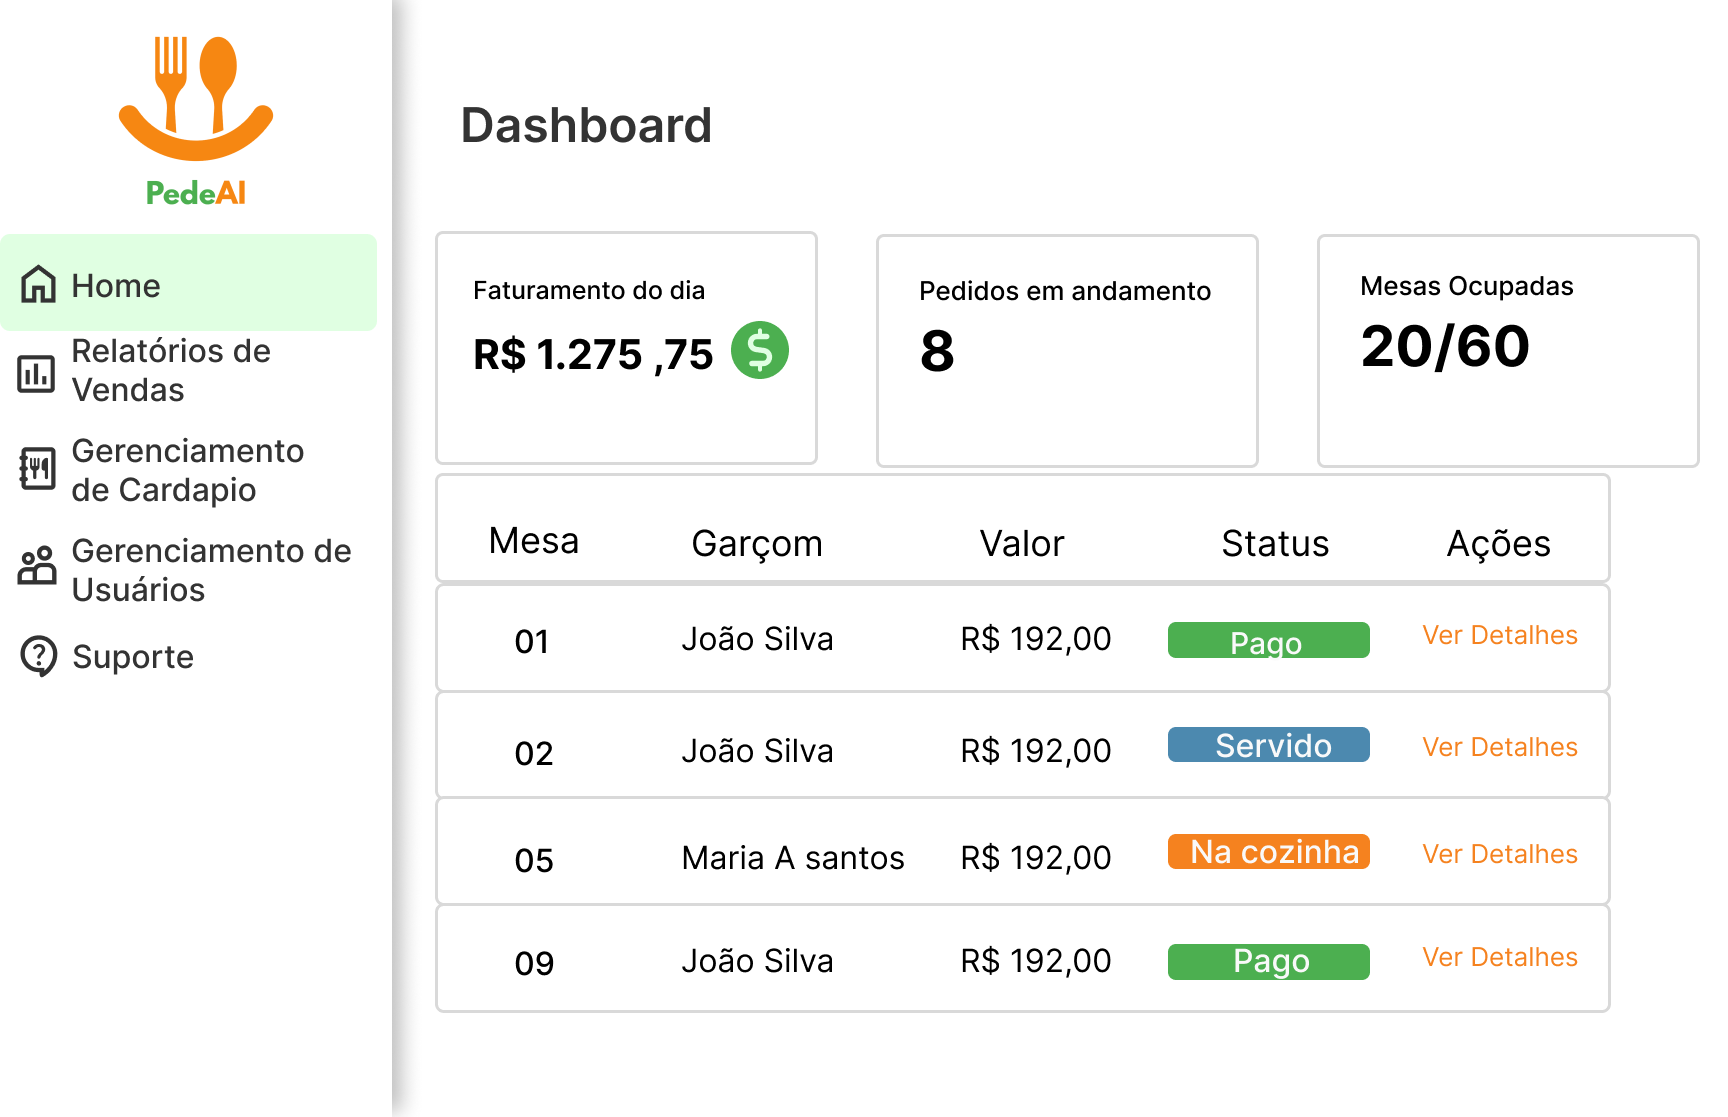 PedeAI
Home
Relatórios de
Vendas
Gerenciamento
de Cardapio
Gerenciamento de
Usuários
Suporte
Dashboard
Faturamento do dia
R$ 1.275 ,75
Pedidos em andamento
8
Mesas Ocupadas
20/60
Mesa Garçom Valor Status Ações
01 João Silva R$ 192,00 Pago Ver Detalhes
02 João Silva R$ 192,00 Servido Ver Detalhes
05 Maria A santos R$ 192,00 Na cozinha Ver Detalhes
09 João Silva R$ 192,00 Pago Ver Detalhes